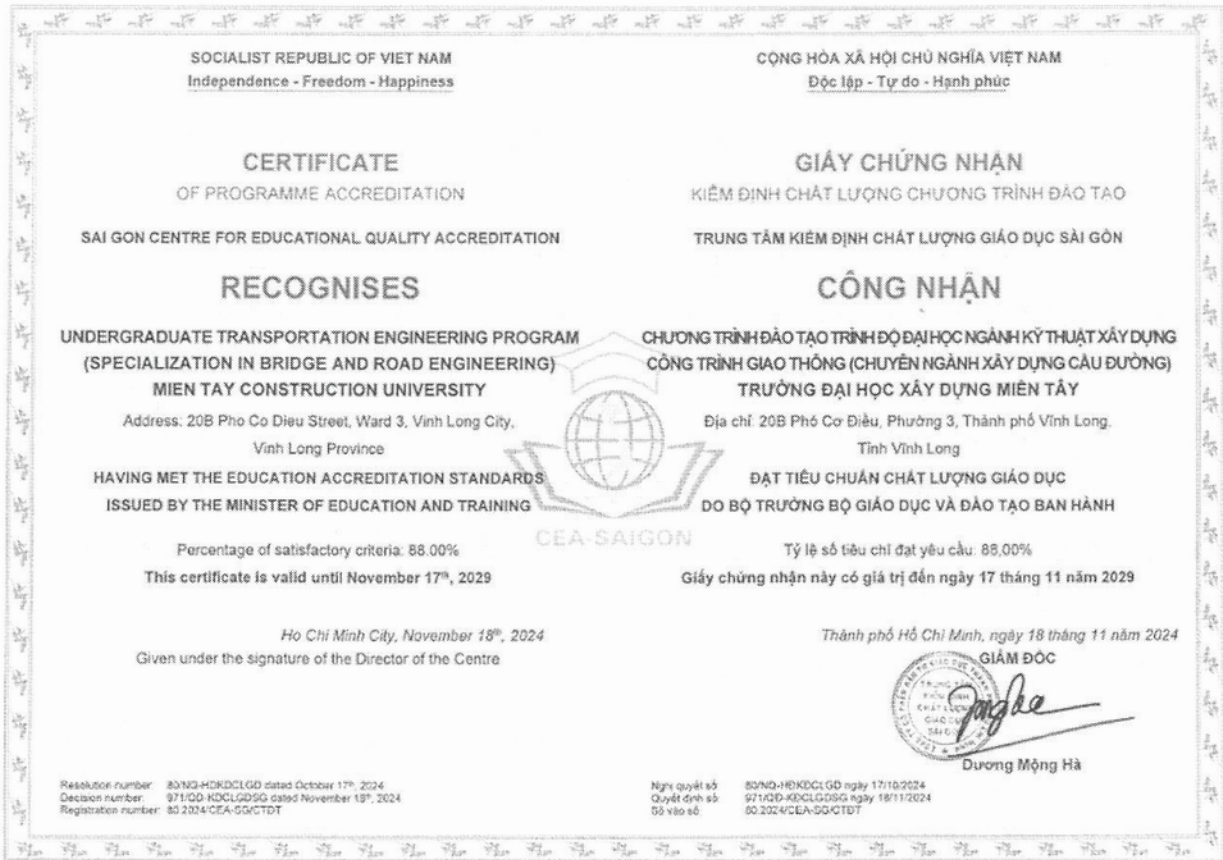 SOCIALIST REPUBLIC OF VIET NAM
Independence - Freedom - Happiness
CERTIFICATE
OF PROGRAMME ACCREDITATION
SAI GON CENTRE FOR EDUCATIONAL QUALITY ACCREDITATION
RECOGNISES
UNDERGRADUATE TRANSPORTATION ENGINEERING PROGRAM
(SPECIALIZATION IN BRIDGE AND ROAD ENGINEERING)
MIEN TAY CONSTRUCTION UNIVERSITY
Address: 20B Pho Co Dieu Street, Ward 3, Vinh Long City,
Vinh Long Province
HAVING MET THE EDUCATION ACCREDITATION STANDARDS
ISSUED BY THE MINISTER OF EDUCATION AND TRAINING
Percentage of satisfactory criteria: 88.00%
This certificate is valid until November 17th, 2029
Ho Chi Minh City, November 18th, 2024
Given under the signature of the Director of the Centre
Resolution number: 80/NQ-HĐKĐCLGD dated October 17th, 2024
Decision number: 971/QĐ-KĐCLGDSG dated November 18th, 2024
Registration number: 80.2024/CEA-SG/CTĐT
CỘNG HÒA XÃ HỘI CHỦ NGHĨA VIỆT NAM
Độc lập - Tự do - Hạnh phúc
GIẤY CHỨNG NHẬN
KIỂM ĐỊNH CHẤT LƯỢNG CHƯƠNG TRÌNH ĐÀO TẠO
TRUNG TÂM KIỂM ĐỊNH CHẤT LƯỢNG GIÁO DỤC SÀI GÒN
CÔNG NHẬN
CHƯƠNG TRÌNH ĐÀO TẠO TRÌNH ĐỘ ĐẠI HỌC NGÀNH KỸ THUẬT XÂY DỰNG
CÔNG TRÌNH GIAO THÔNG (CHUYÊN NGÀNH XÂY DỰNG CẦU ĐƯỜNG)
TRƯỜNG ĐẠI HỌC XÂY DỰNG MIỀN TÂY
Địa chỉ: 20B Phó Cơ Điều, Phường 3, Thành phố Vĩnh Long,
Tỉnh Vĩnh Long
ĐẠT TIÊU CHUẨN CHẤT LƯỢNG GIÁO DỤC
DO BỘ TRƯỞNG BỘ GIÁO DỤC VÀ ĐÀO TẠO BAN HÀNH
CEA-SAIGON
Tỷ lệ số tiêu chí đạt yêu cầu: 88,00%
Giấy chứng nhận này có giá trị đến ngày 17 tháng 11 năm 2029
Thành phố Hồ Chí Minh, ngày 18 tháng 11 năm 2024
GIÁM ĐỐC
TRUNG TÂM
KIỂM ĐỊNH
CHẤT LƯỢNG
GIÁO DỤC
SÀI GÒN
Dương Mộng Hà
Nghị quyết số: 80/NQ-HĐKĐCLGD ngày 17/10/2024
Quyết định số: 971/QĐ-KĐCLGDSG ngày 18/11/2024
Số vào sổ: 80.2024/CEA-SG/CTĐT